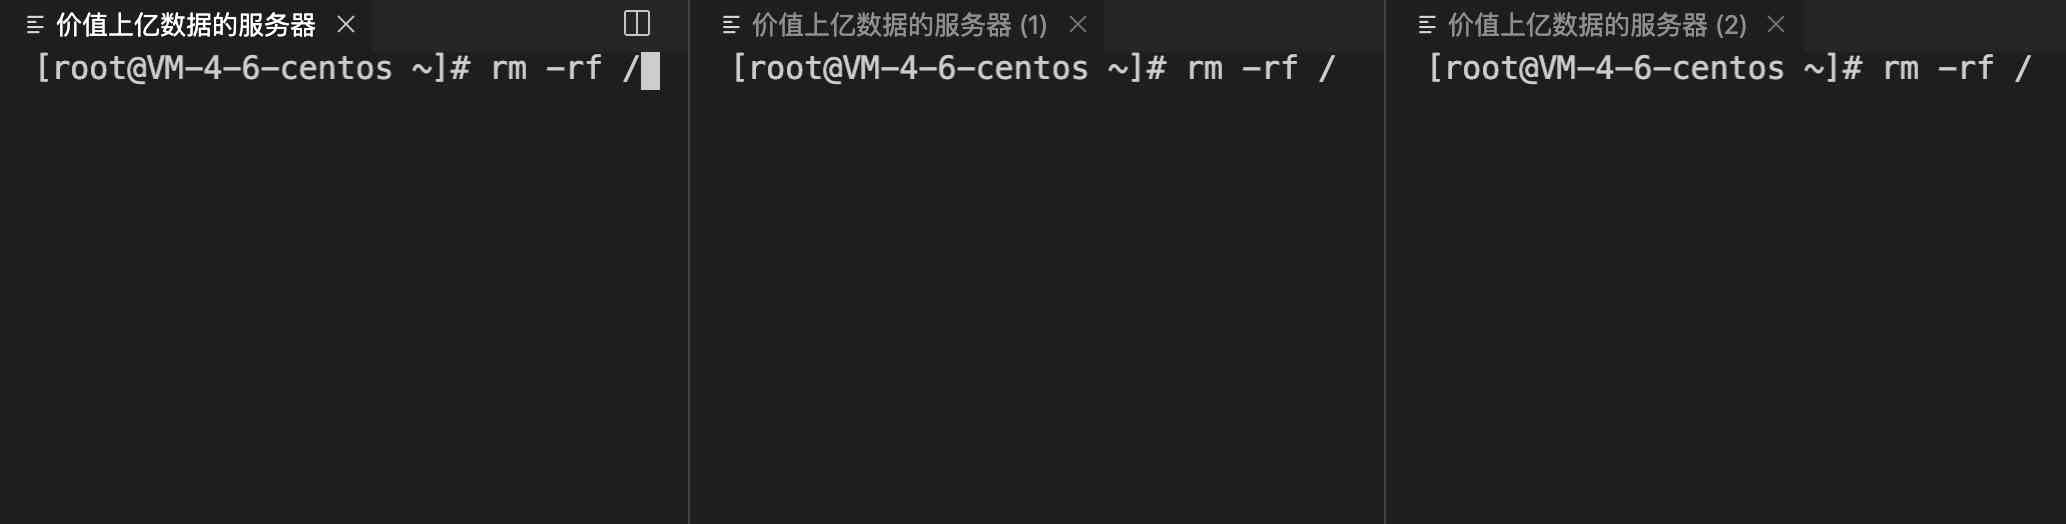 价值上亿数据的服务器
[root@VM-4-6-centos ~]# rm -rf /
价值上亿数据的服务器 (1)
[root@VM-4-6-centos ~]# rm -rf /
价值上亿数据的服务器 (2)
[root@VM-4-6-centos ~]# rm -rf /